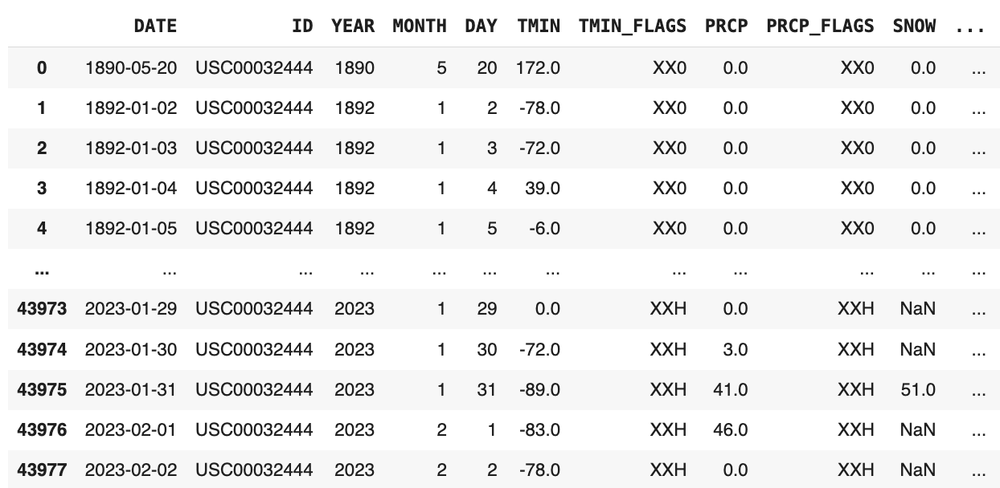 DATE ID YEAR MONTH DAY TMIN TMIN_FLAGS PRCP PRCP_FLAGS SNOW ...
0 1890-05-20 USC00032444 1890 5 20 172.0 XX0 0.0 XX0 0.0 ...
1 1892-01-02 USC00032444 1892 1 2 -78.0 XX0 0.0 XX0 0.0 ...
2 1892-01-03 USC00032444 1892 1 3 -72.0 XX0 0.0 XX0 0.0 ...
3 1892-01-04 USC00032444 1892 1 4 39.0 XX0 0.0 XX0 0.0 ...
4 1892-01-05 USC00032444 1892 1 5 -6.0 XX0 0.0 XX0 0.0 ...
... ... ... ... ... ... ... ... ... ... ... ...
43973 2023-01-29 USC00032444 2023 1 29 0.0 XXH 0.0 XXH NaN ...
43974 2023-01-30 USC00032444 2023 1 30 -72.0 XXH 3.0 XXH NaN ...
43975 2023-01-31 USC00032444 2023 1 31 -89.0 XXH 41.0 XXH 51.0 ...
43976 2023-02-01 USC00032444 2023 2 1 -83.0 XXH 46.0 XXH NaN ...
43977 2023-02-02 USC00032444 2023 2 2 -78.0 XXH 0.0 XXH NaN ...